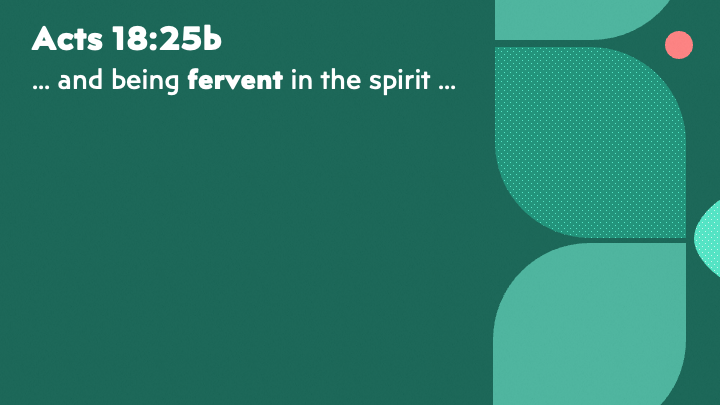 Acts 18:25b
... and being fervent in the spirit ...